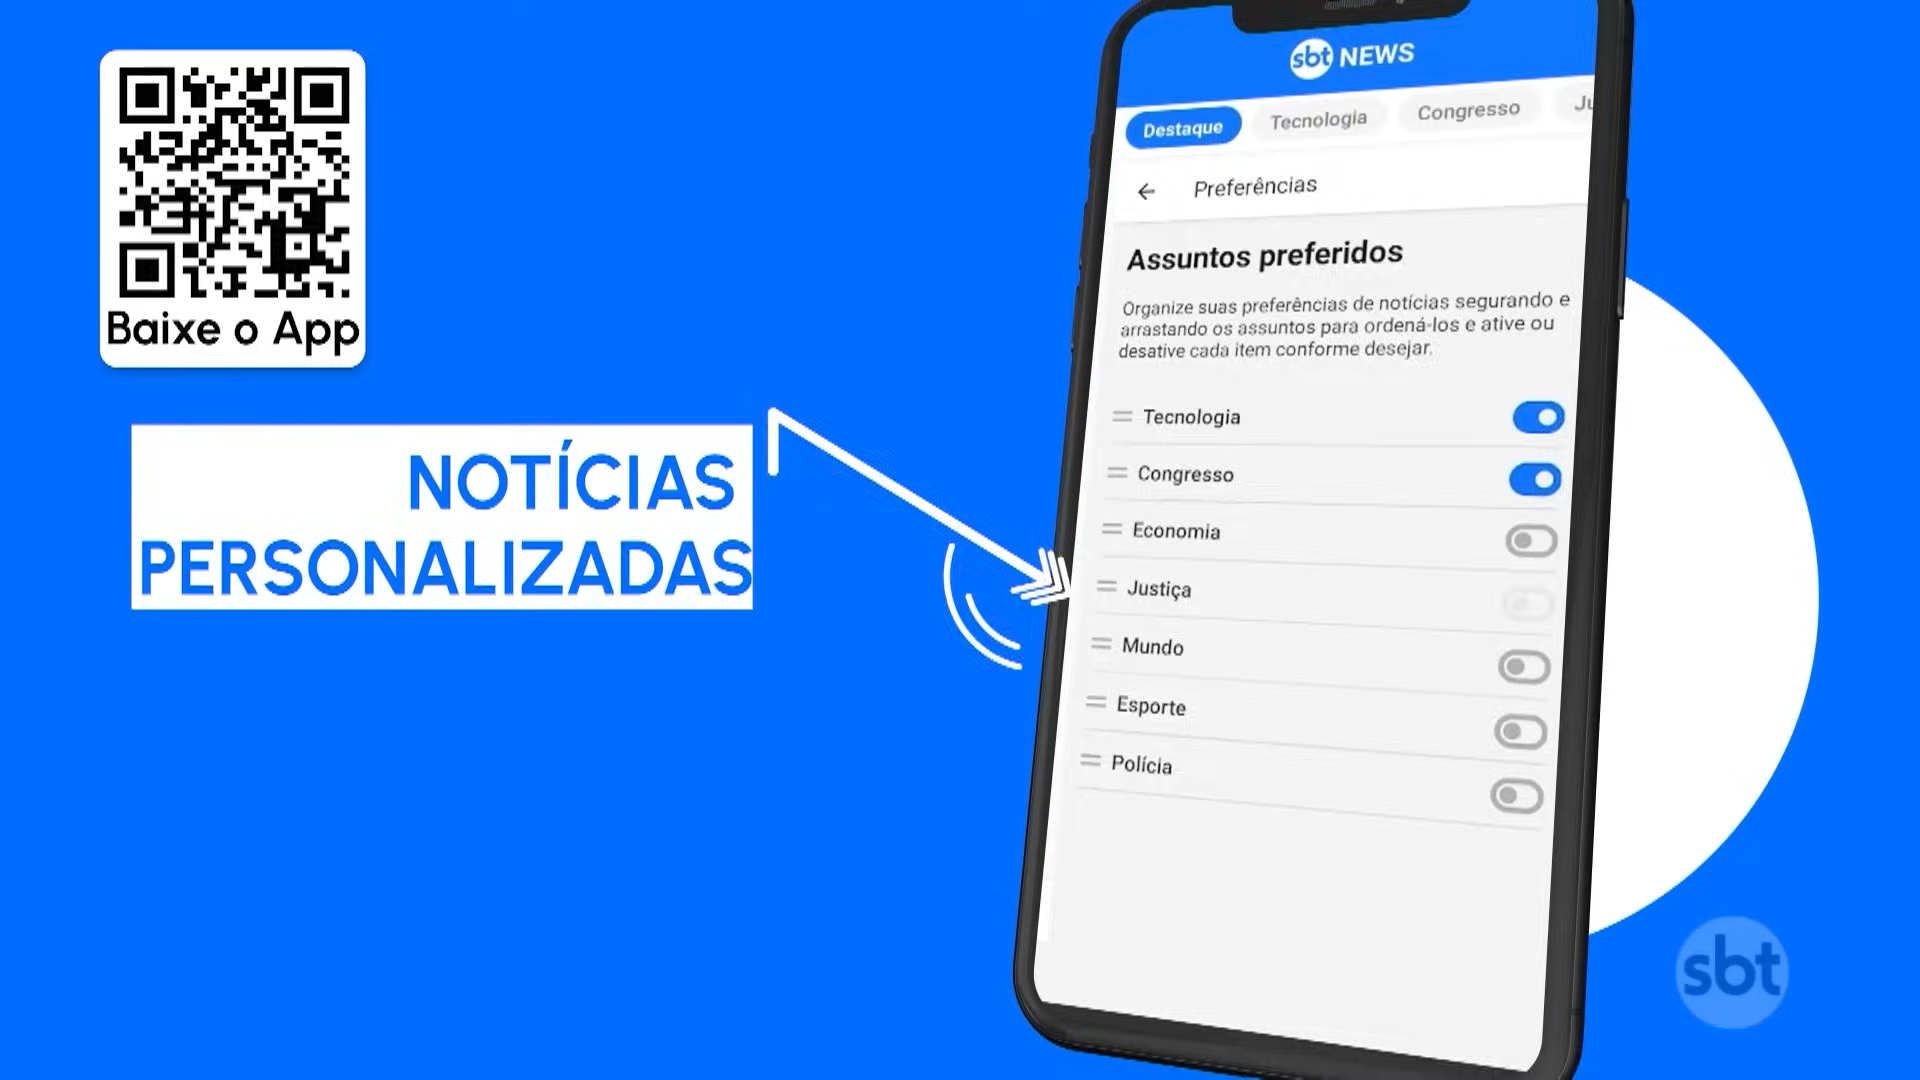 Baixe o App
NOTÍCIAS
PERSONALIZADAS
sbt NEWS
Destaque Tecnologia Congresso Ju
Preferências
Assuntos preferidos
Organize suas preferências de notícias segurando e
arrastando os assuntos para ordená-los e ative ou
desative cada item conforme desejar.
Tecnologia
Congresso
Economia
Justiça
Mundo
Esporte
Polícia
sbt